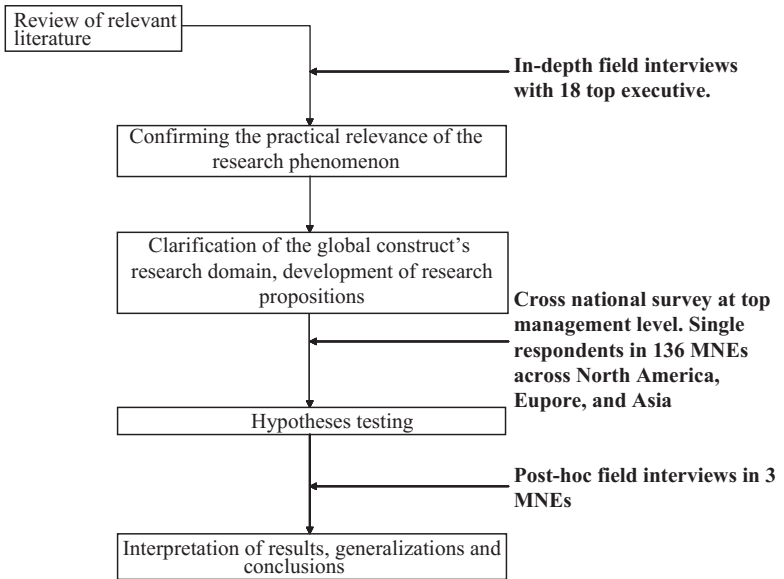 Review of relevant
literature
In-depth field interviews
with 18 top executive.
Confirming the practical relevance of the
research phenomenon
Clarification of the global construct's
research domain, development of research
propositions
Cross national survey at top
management level. Single
respondents in 136 MNEs
across North America,
Eupore, and Asia
Hypotheses testing
Post-hoc field interviews in 3
MNEs
Interpretation of results, generalizations and
conclusions